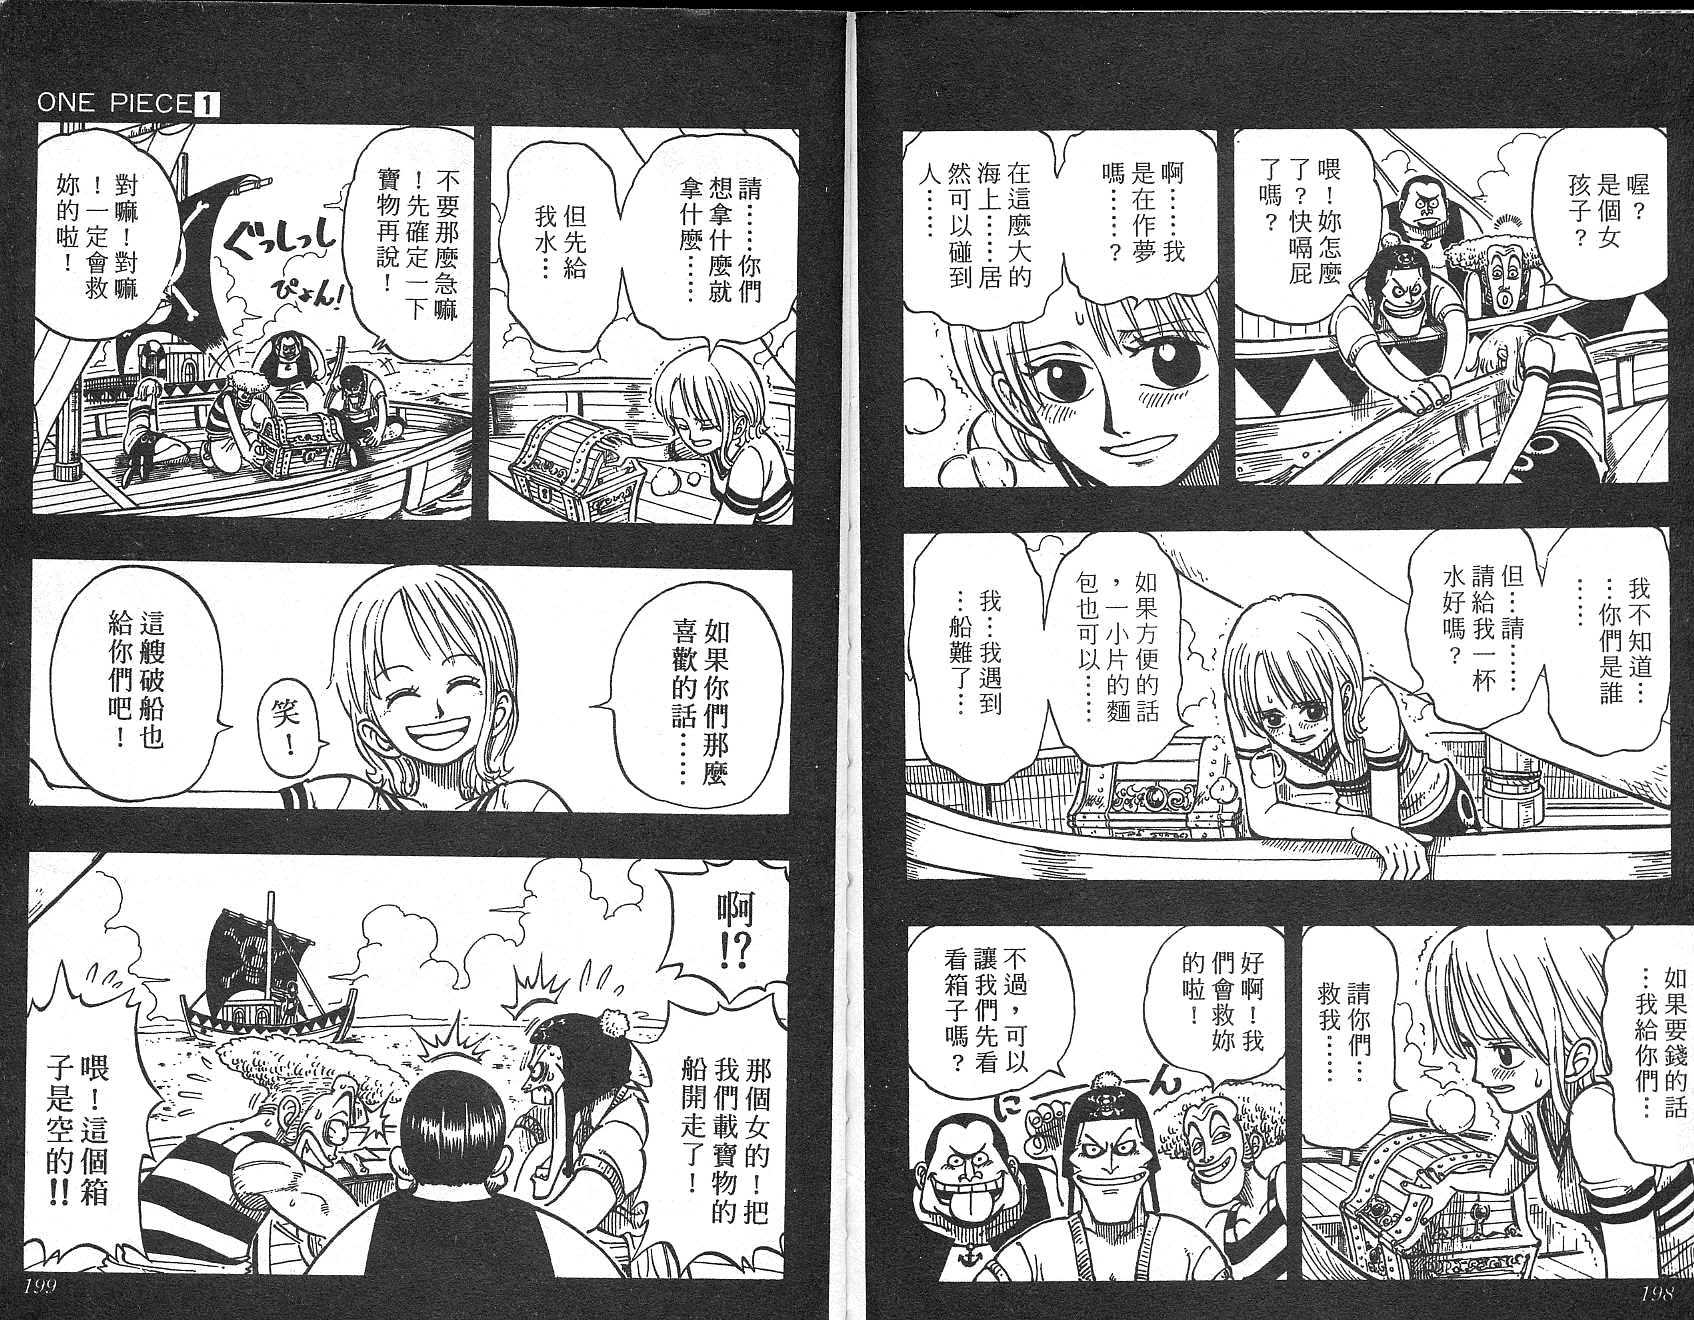 喔？
是個女
孩子？
喂！妳怎麼
了？快嗝屁
了嗎？
啊……我
是在作夢
嗎……？
在這麼大的
海上……居
然可以碰到
人……
我不知道…
…你們是誰
……
但…請……
請給我一杯
水好嗎？
如果方便的話
，一小片的麵
包也可以……
我…我遇到
…船難了…
如果要錢的話
…我給你們…
請你們…
救我……
好啊！我
們會救妳
的啦！
不過，可以
讓我們先看
看箱子嗎？
にーん
198
ONE PIECE 1
請……你們
想拿什麼就
拿什麼……
但先給
我水…
不要那麼急嘛
！先確定一下
寶物再說！
ぐっしっし
ぴょん！
對嘛！對嘛
！一定會救
妳的啦！
如果你們那麼
喜歡的話……
笑！
這艘破船也
給你們吧！
啊!?
那個女的！把
我們載寶物的
船開走了！
喂！這個箱
子是空的!!
199